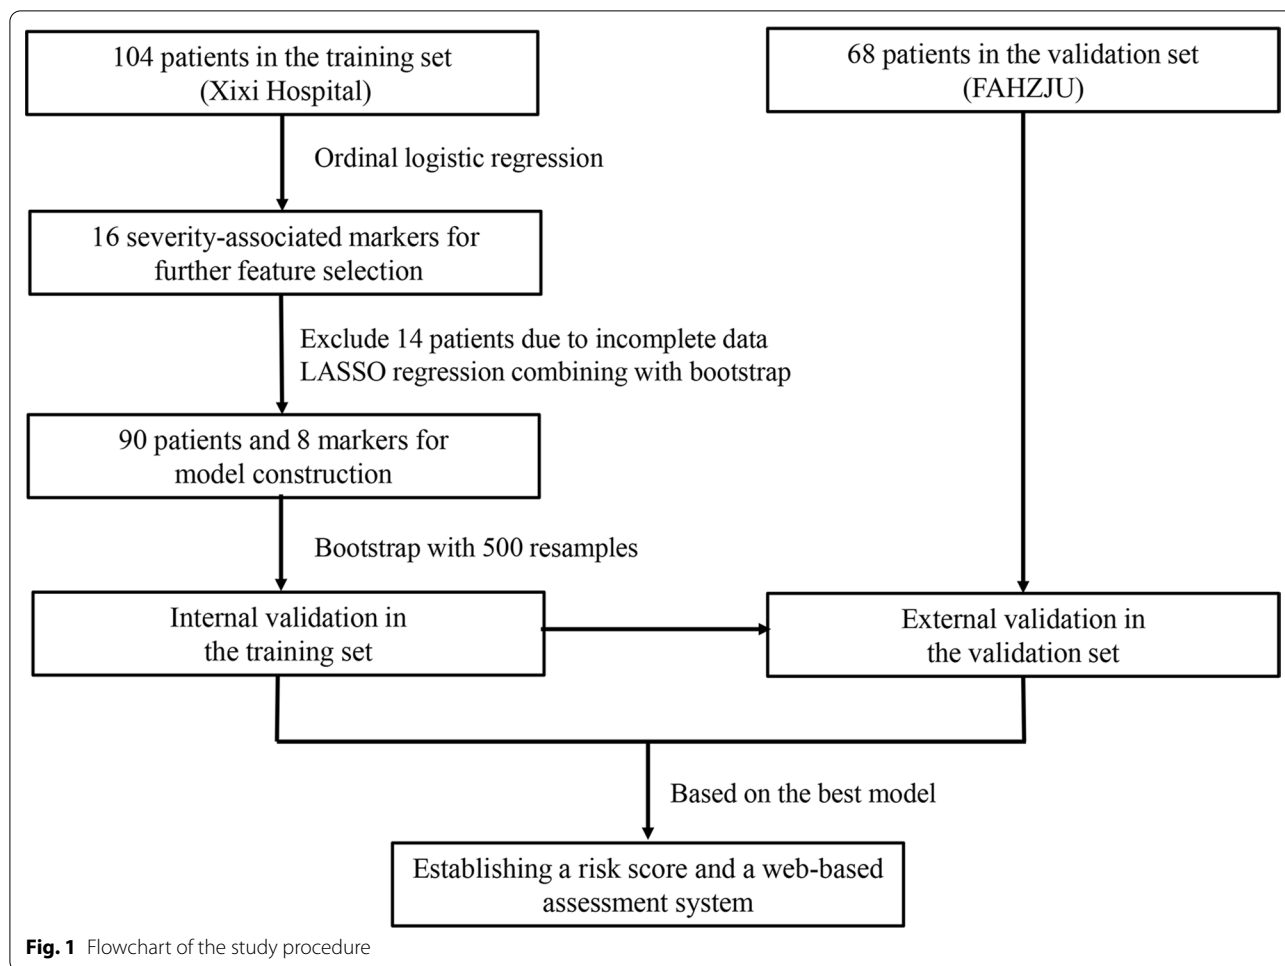 104 patients in the training set
(Xixi Hospital)
68 patients in the validation set
(FAHZJU)
Ordinal logistic regression
16 severity-associated markers for
further feature selection
Exclude 14 patients due to incomplete data
LASSO regression combining with bootstrap
90 patients and 8 markers for
model construction
Bootstrap with 500 resamples
Internal validation in
the training set
External validation in
the validation set
Based on the best model
Establishing a risk score and a web-based
assessment system
Fig. 1 Flowchart of the study procedure